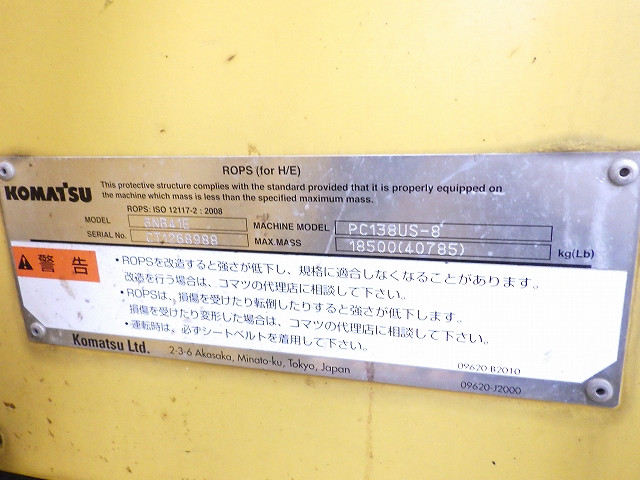 ROPS (for H/E)
KOMATSU
This protective structure complies with the standard provided that it is properly equipped on
the machine which mass is less than the specified maximum mass.
ROPS: ISO 12117-2 : 2008
MODEL
MACHINE MODEL PC138US-8
SERIAL No. CT1268988 MAX.MASS 18500(40785) kg(Lb)
警告
•ROPSを改造すると強さが低下し、規格に適合しなくなることがあります。
改造を行う場合は、コマツの代理店に相談して下さい。
•ROPSは、損傷を受けたり転倒したりすると強さが低下します。
損傷を受けたり変形した場合は、コマツの代理店に相談して下さい。
•運転時は、必ずシートベルトを着用して下さい。
Komatsu Ltd. 2-3-6 Akasaka, Minato-ku, Tokyo, Japan
09620-B2010
09620-J2000